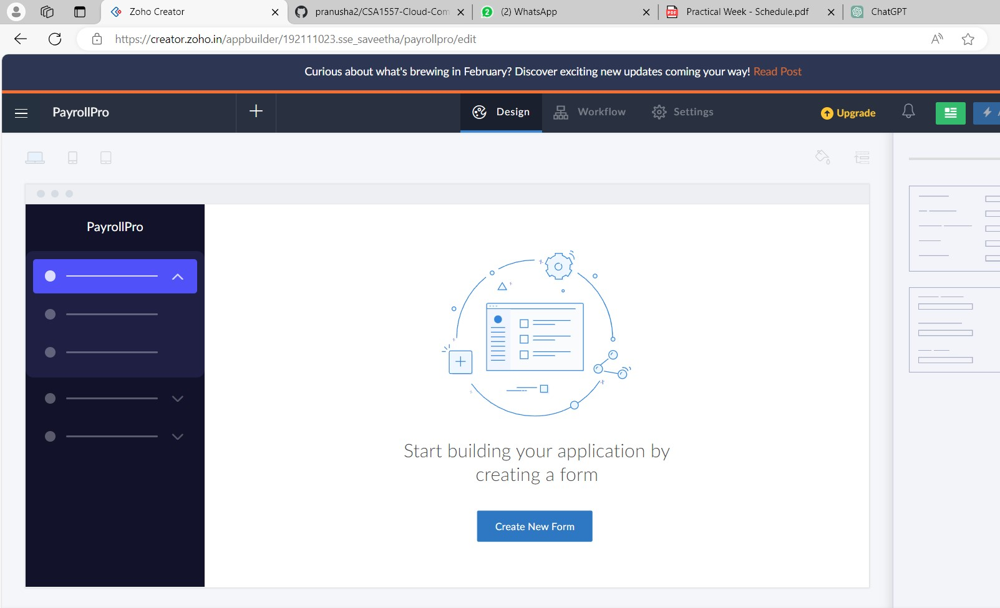 Zoho Creator
pranusha2/CSA1557-Cloud-Com
(2) WhatsApp
Practical Week - Schedule.pdf
ChatGPT
https://creator.zoho.in/appbuilder/192111023.sse_saveetha/payrollpro/edit
Curious about what's brewing in February? Discover exciting new updates coming your way! Read Post
PayrollPro
Design
Workflow
Settings
Upgrade
PayrollPro
Start building your application by
creating a form
Create New Form